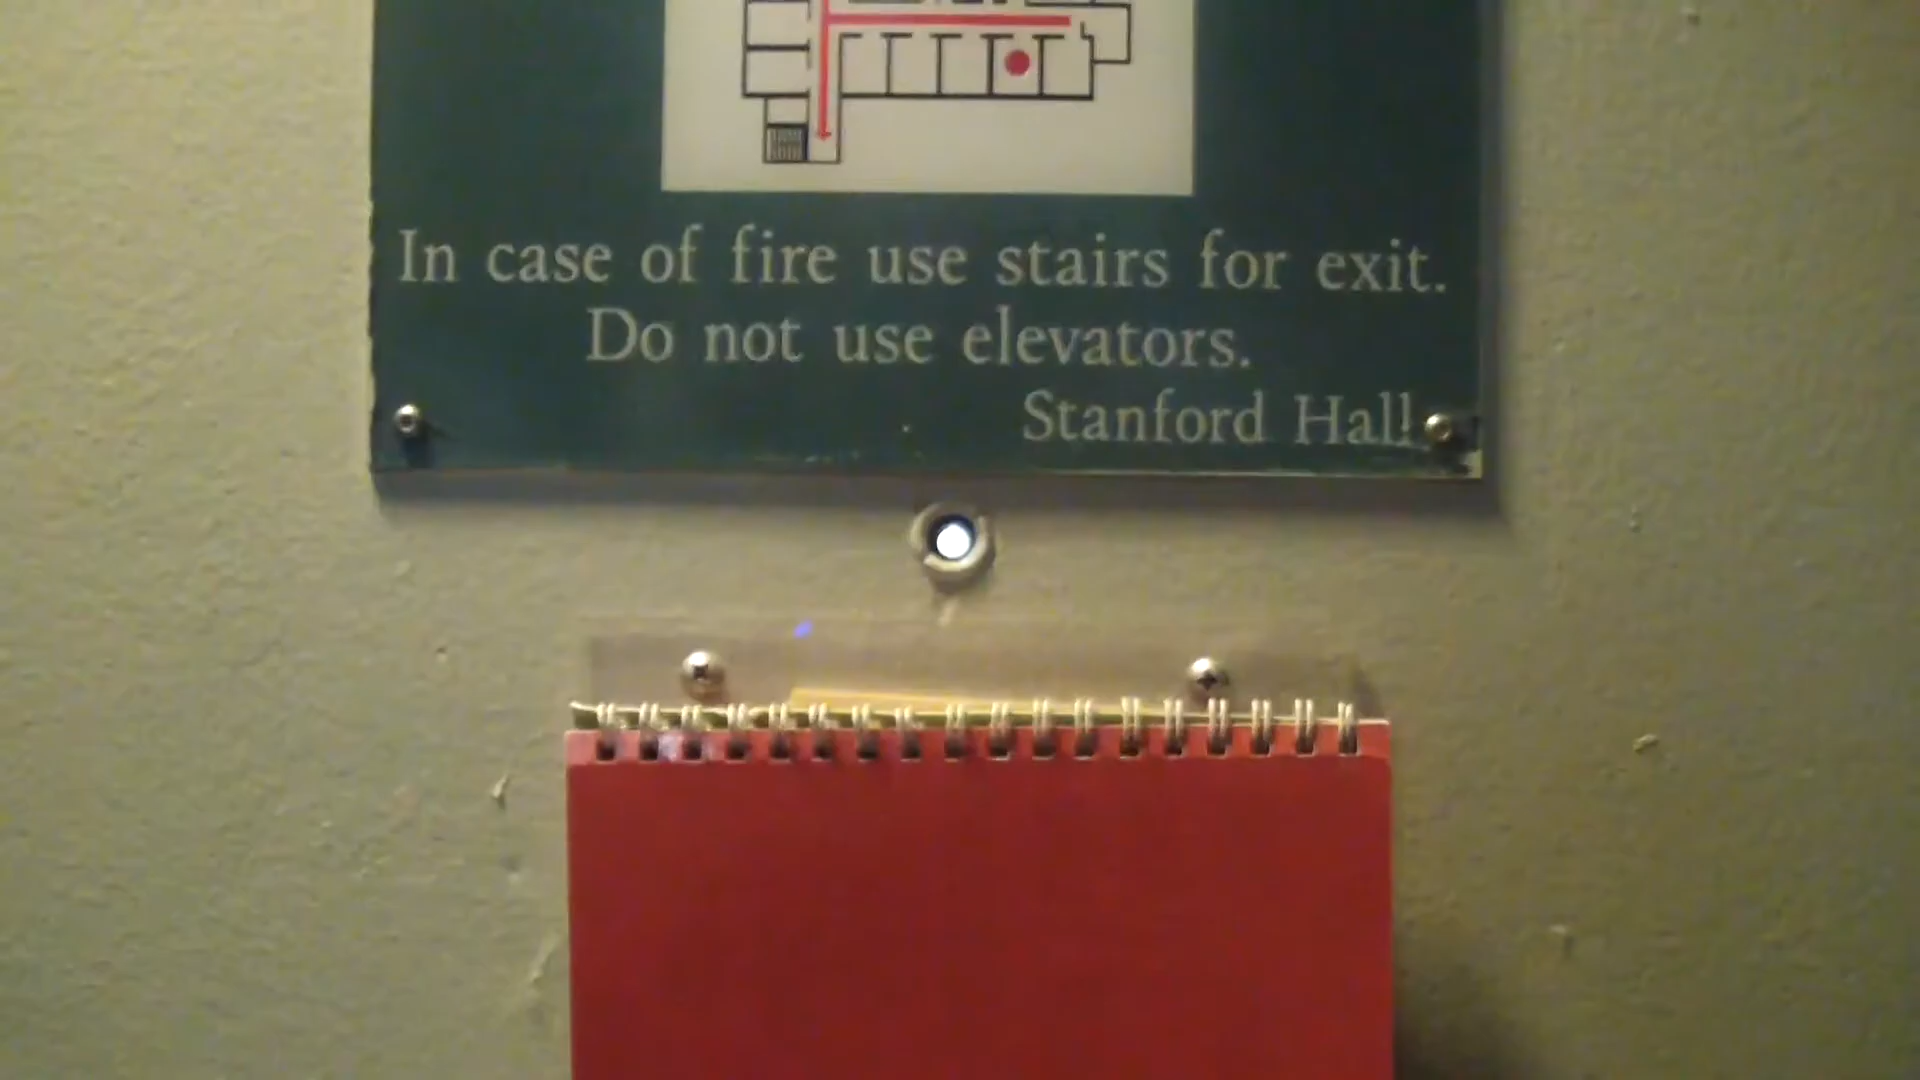 In case of fire use stairs for exit.
Do not use elevators.
Stanford Hall